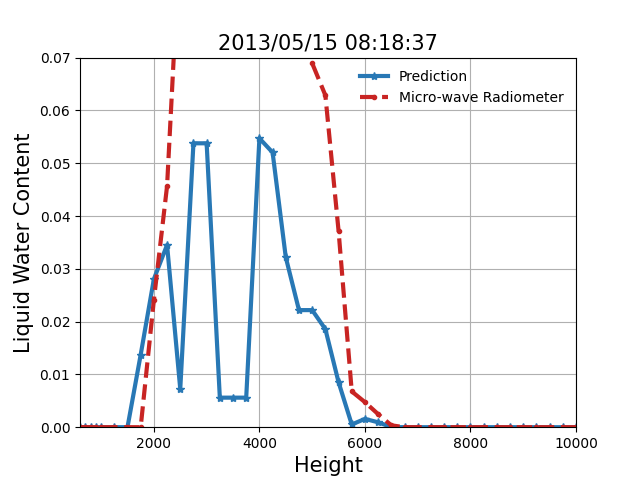 2013/05/15 08:18:37
0.07
0.06
0.05
0.04
0.03
0.02
0.01
0.00
Liquid Water Content
Prediction
Micro-wave Radiometer
2000 4000 6000 8000 10000
Height